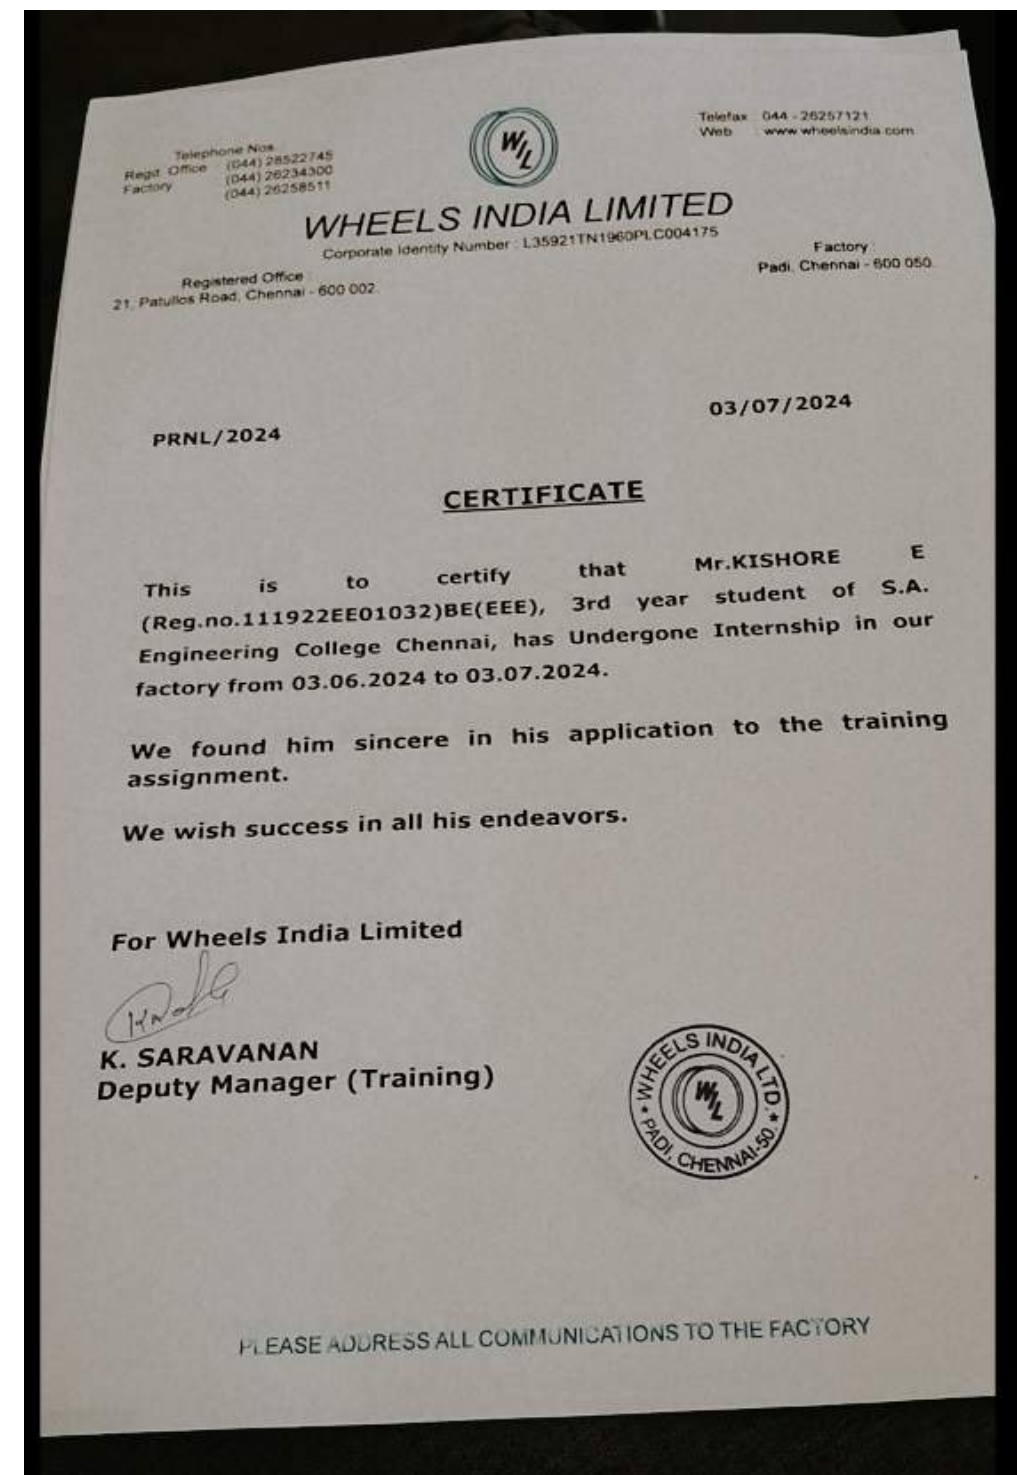 Telephone Nos.
Regd. Office (044) 28522745
Factory (044) 26234300
(044) 26258511
WIL
Telefax : 044 - 26257121
Web : www.wheelsindia.com
WHEELS INDIA LIMITED
Corporate Identity Number : L35921TN1960PLC004175
Registered Office :
21, Patullos Road, Chennai - 600 002.
Factory :
Padi, Chennai - 600 050.
PRNL/2024
03/07/2024
CERTIFICATE
This is to certify that Mr.KISHORE E
(Reg.no.111922EE01032)BE(EEE), 3rd year student of S.A.
Engineering College Chennai, has Undergone Internship in our
factory from 03.06.2024 to 03.07.2024.
We found him sincere in his application to the training
assignment.
We wish success in all his endeavors.
For Wheels India Limited
K. SARAVANAN
Deputy Manager (Training)
WHEELS INDIA LTD.
WIL
PADI, CHENNAI-50.
PLEASE ADDRESS ALL COMMUNICATIONS TO THE FACTORY